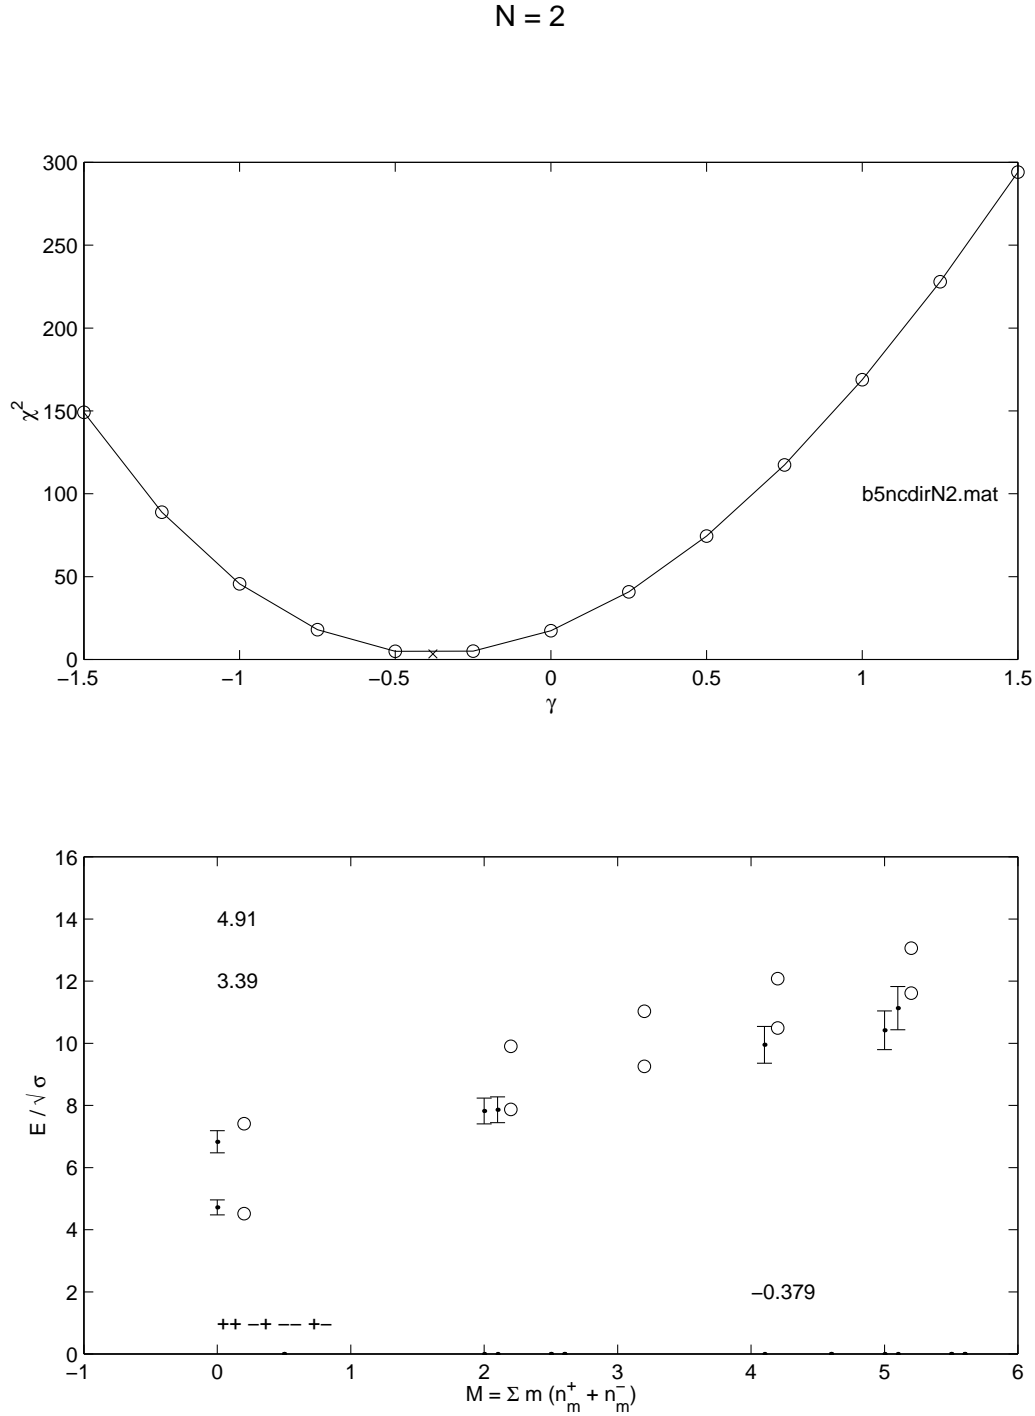 N = 2
300
250
200
150
100
50
0
χ²
b5ncdirN2.mat
−1.5 −1 −0.5 0 0.5 1 1.5
γ
16
14
12
10
8
6
4
2
0
E / √ σ
4.91
3.39
−0.379
++ −+ −− +−
−1 0 1 2 3 4 5 6
M = Σ m (n_m^+ + n_m^−)